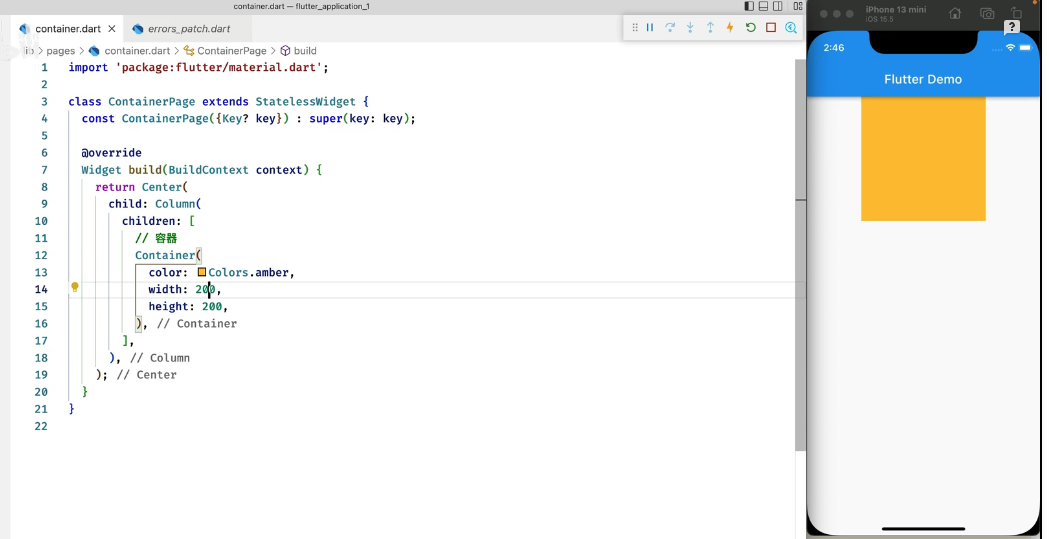 container.dart — flutter_application_1
container.dart
errors_patch.dart
pages > container.dart > ContainerPage > build
1 import 'package:flutter/material.dart';
2
3 class ContainerPage extends StatelessWidget {
4 const ContainerPage({Key? key}) : super(key: key);
5
6 @override
7 Widget build(BuildContext context) {
8 return Center(
9 child: Column(
10 children: [
11 // 容器
12 Container(
13 color: Colors.amber,
14 width: 200,
15 height: 200,
16 ), // Container
17 ],
18 ), // Column
19 ); // Center
20 }
21 }
22
iPhone 13 mini
iOS 15.5
?
2:46
Flutter Demo